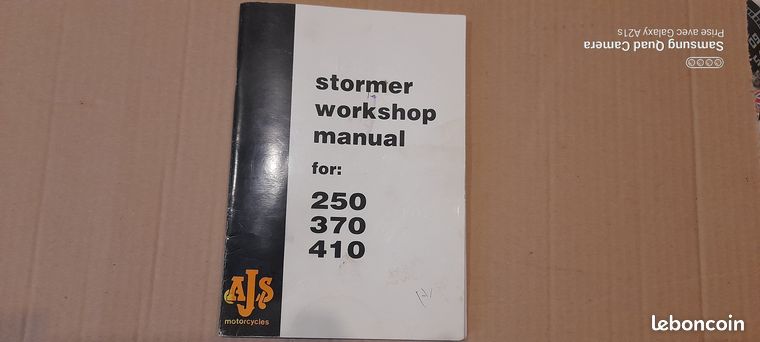 stormer
workshop
manual
for:
250
370
410
AJS
motorcycles
Samsung Quad Camera
Prise avec Galaxy A21s
leboncoin